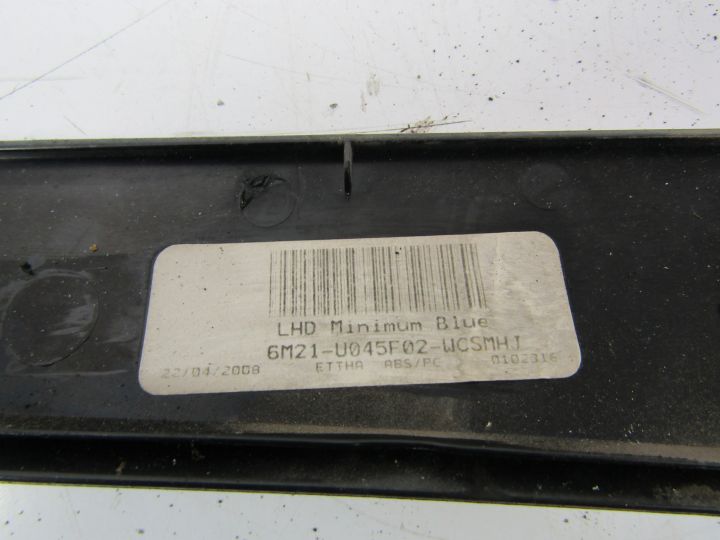 LHD Minimum Blue
6M21-U045F02-WCSMHJ
22/04/2008 ETTHA ABS/PC 0102316